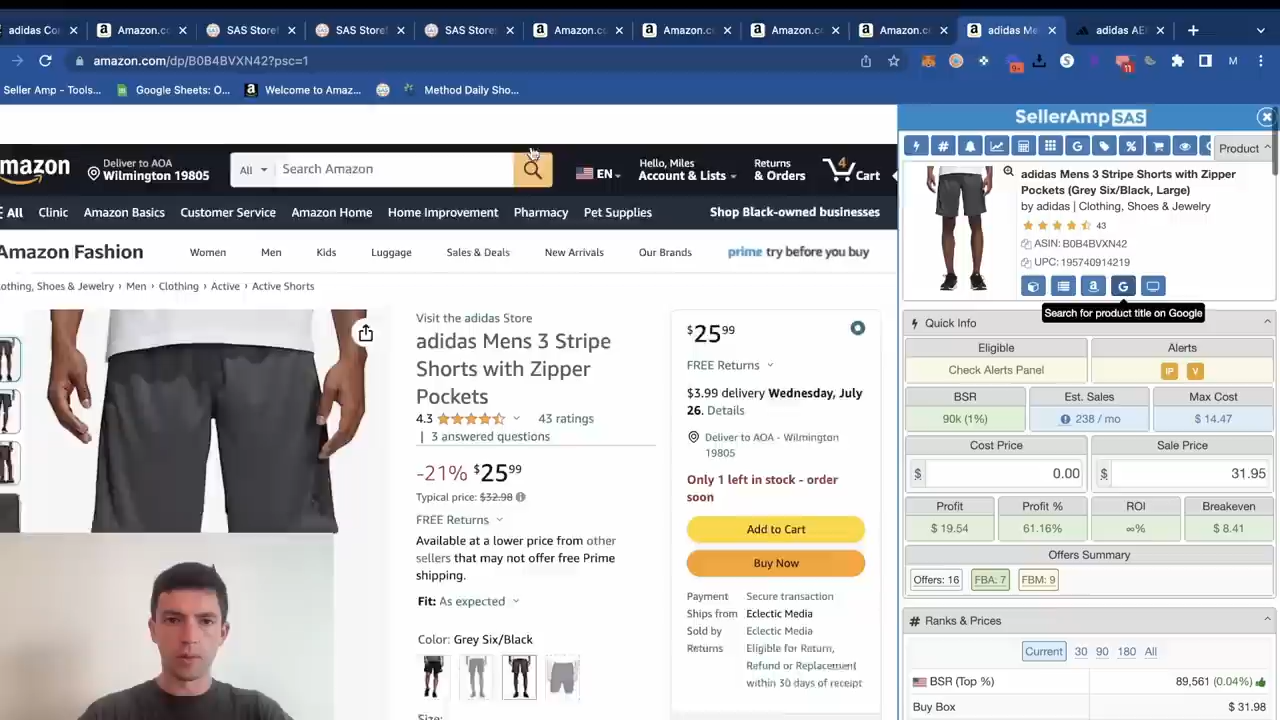 adidas Co
Amazon.co
SAS Store!
SAS Store!
SAS Store!
Amazon.co
Amazon.c
Amazon.c
Amazon.c
adidas Me
adidas AE
amazon.com/dp/B0B4BVXN42?psc=1
9+
11
M
Seller Amp - Tools...
Google Sheets: O...
Welcome to Amaz...
Method Daily Sho...
mazon
Deliver to AOA
Wilmington 19805
All
Search Amazon
EN
Hello, Miles
Account & Lists
Returns
& Orders
4
Cart
All
Clinic
Amazon Basics
Customer Service
Amazon Home
Home Improvement
Pharmacy
Pet Supplies
Shop Black-owned businesses
Amazon Fashion
Women
Men
Kids
Luggage
Sales & Deals
New Arrivals
Our Brands
prime try before you buy
othing, Shoes & Jewelry › Men › Clothing › Active › Active Shorts
Visit the adidas Store
adidas Mens 3 Stripe
Shorts with Zipper
Pockets
4.3
43 ratings
| 3 answered questions
-21% $25 99
Typical price: $32.98
FREE Returns
Available at a lower price from other
sellers that may not offer free Prime
shipping.
Fit: As expected
Color: Grey Six/Black
Size:
$25 99
FREE Returns
$3.99 delivery Wednesday, July
26. Details
Deliver to AOA - Wilmington
19805
Only 1 left in stock - order
soon
Add to Cart
Buy Now
Payment Secure transaction
Ships from Eclectic Media
Sold by Eclectic Media
Returns Eligible for Return,
Refund or Replacement
within 30 days of receipt
SellerAmp SAS
Product
adidas Mens 3 Stripe Shorts with Zipper
Pockets (Grey Six/Black, Large)
by adidas | Clothing, Shoes & Jewelry
43
ASIN: B0B4BVXN42
UPC: 195740914219
Search for product title on Google
Quick Info
Eligible
Alerts
Check Alerts Panel
IP
V
BSR
Est. Sales
Max Cost
90k (1%)
238 / mo
$ 14.47
Cost Price
Sale Price
$ 0.00
$ 31.95
Profit
Profit %
ROI
Breakeven
$ 19.54
61.16%
∞%
$ 8.41
Offers Summary
Offers: 16
FBA: 7
FBM: 9
Ranks & Prices
Current
30
90
180
All
BSR (Top %)
89,561 (0.04%)
Buy Box
$ 31.98